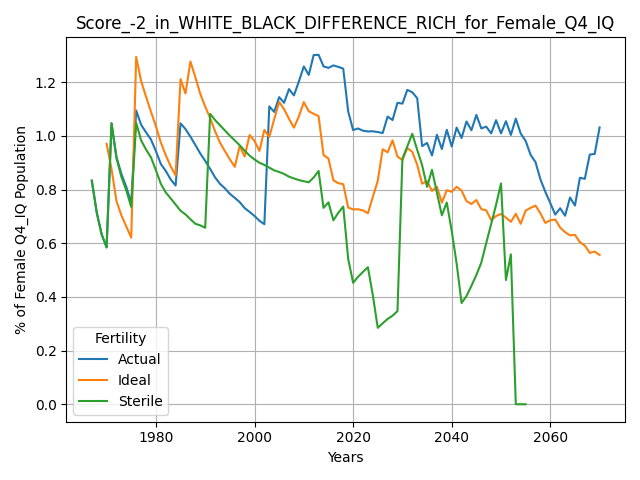 Score_-2_in_WHITE_BLACK_DIFFERENCE_RICH_for_Female_Q4_IQ
% of Female Q4_IQ Population
1.2
1.0
0.8
0.6
0.4
0.2
0.0
Fertility
Actual
Ideal
Sterile
1980
2000
2020
2040
2060
Years